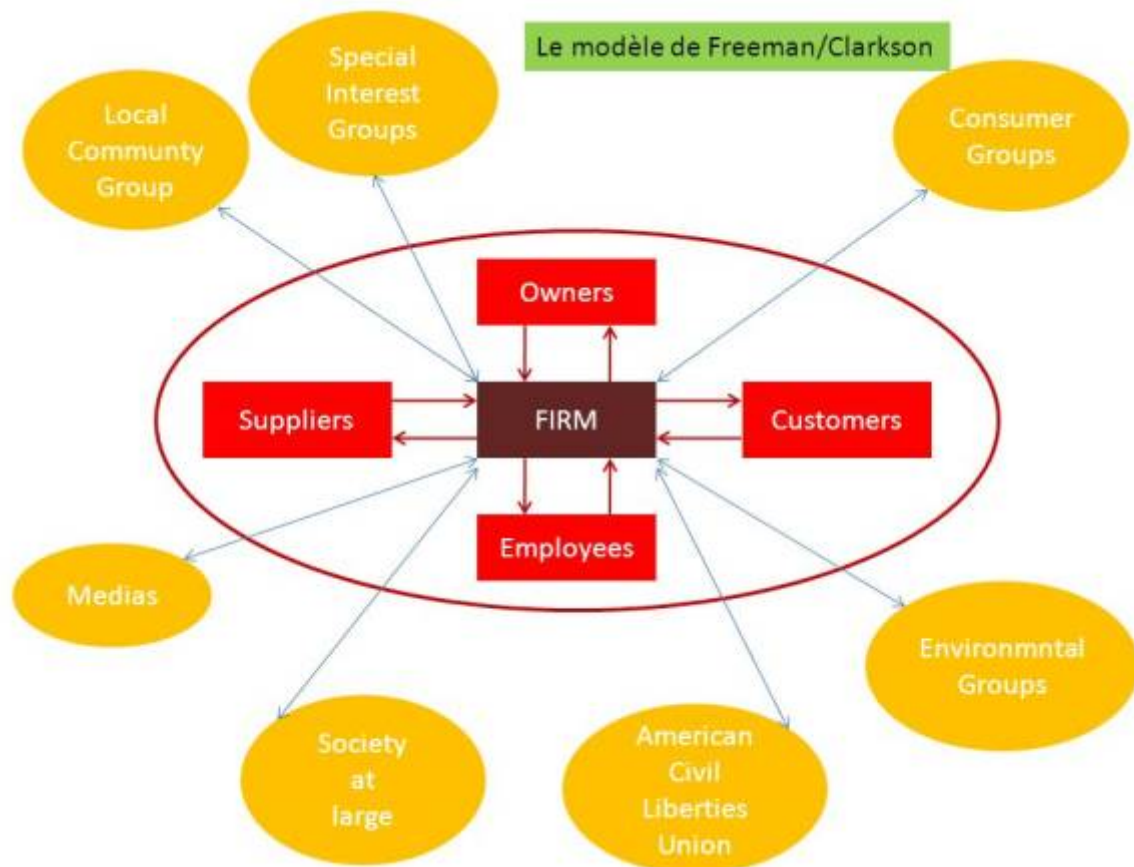 Le modèle de Freeman/Clarkson
Special
Interest
Groups
Local
Communty
Group
Consumer
Groups
Owners
Suppliers
FIRM
Customers
Employees
Medias
Environmntal
Groups
Society
at
large
American
Civil
Liberties
Union